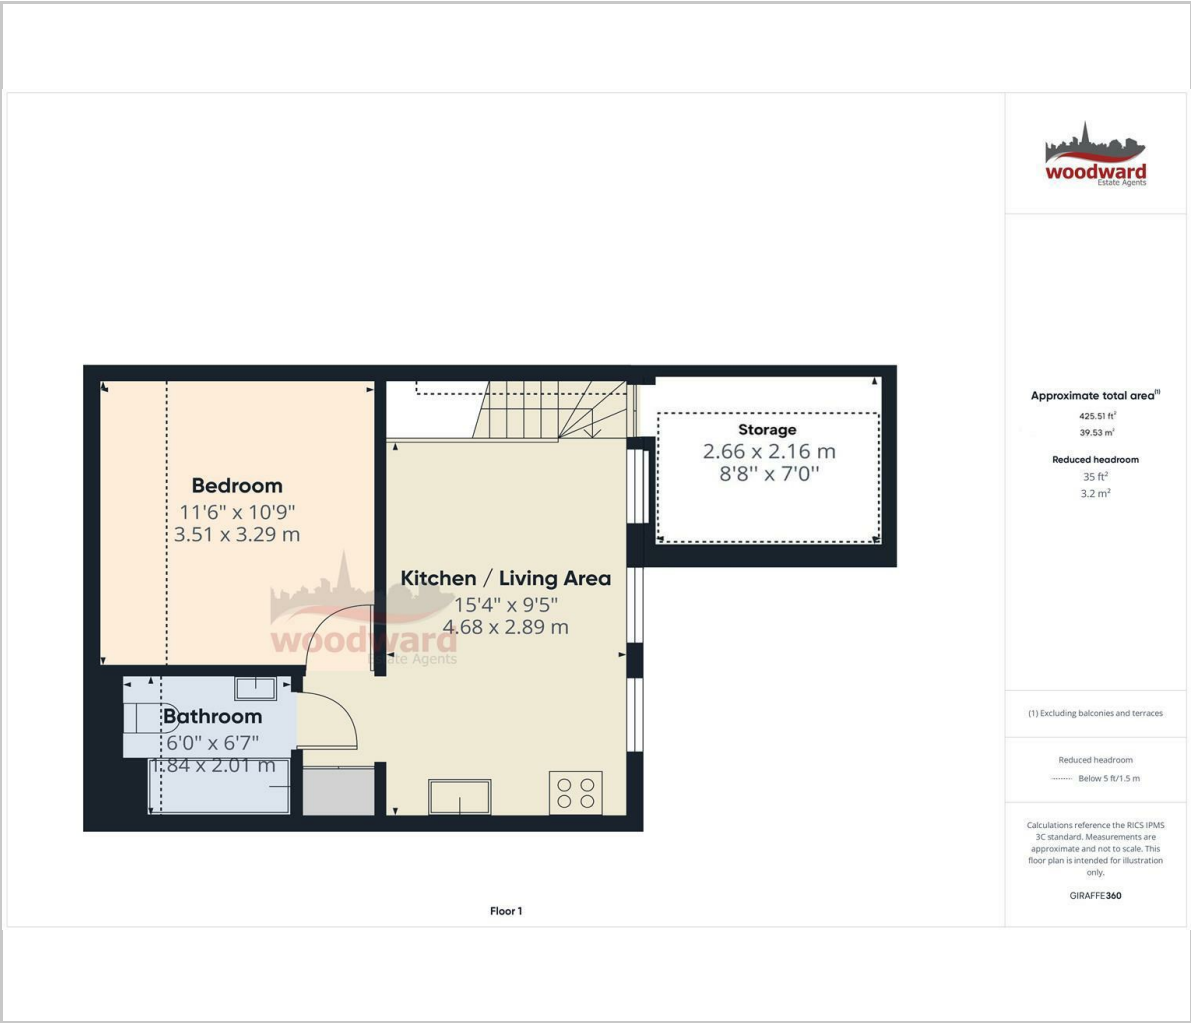 woodward
Estate Agents
Approximate total area(1)
425.51 ft²
39.53 m²
Reduced headroom
35 ft²
3.2 m²
(1) Excluding balconies and terraces
Reduced headroom
Below 5 ft/1.5 m
Calculations reference the RICS IPMS
3C standard. Measurements are
approximate and not to scale. This
floor plan is intended for illustration
only.
GIRAFFE360
Storage
2.66 x 2.16 m
8'8'' x 7'0''
Bedroom
11'6" x 10'9"
3.51 x 3.29 m
Kitchen / Living Area
15'4" x 9'5"
4.68 x 2.89 m
woodward
Estate Agents
Bathroom
6'0" x 6'7"
1.84 x 2.01 m
Floor 1